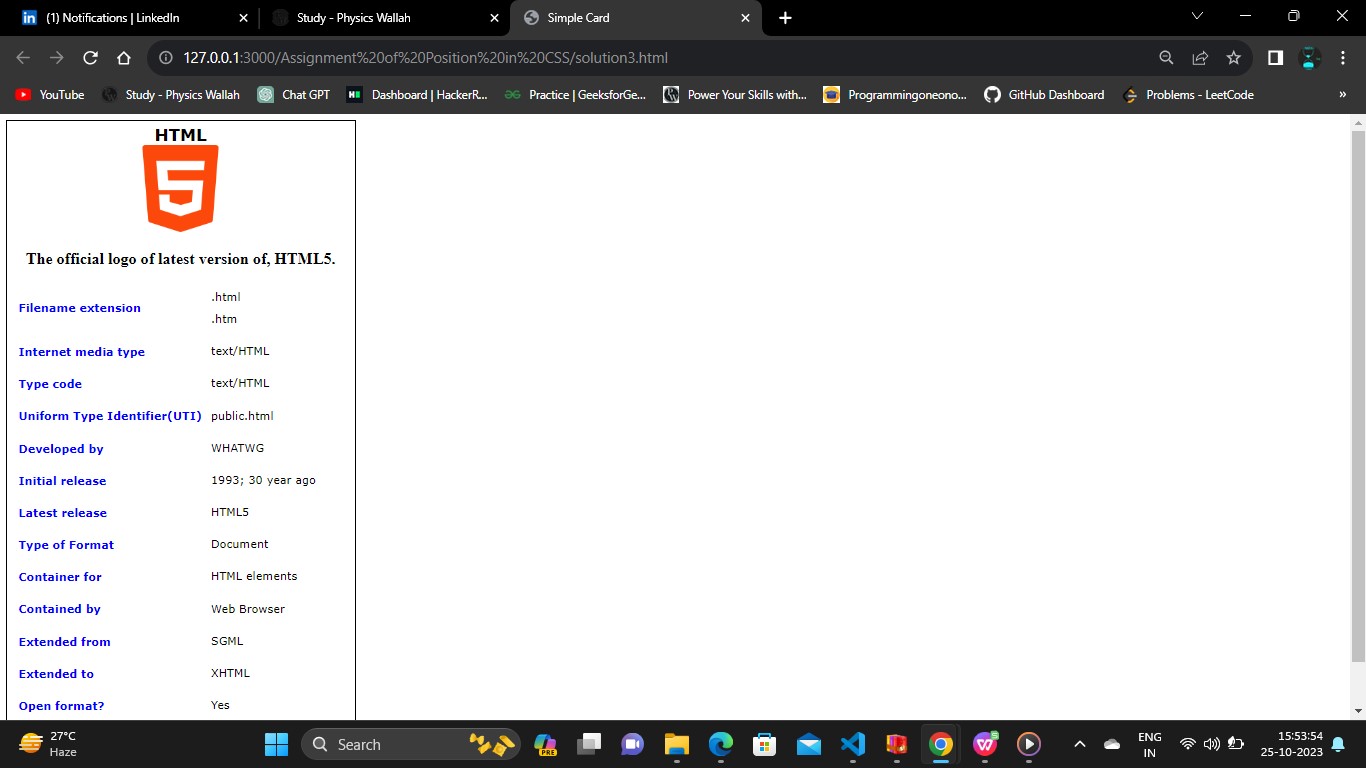 (1) Notifications | LinkedIn
Study - Physics Wallah
Simple Card
127.0.0.1:3000/Assignment%20of%20Position%20in%20CSS/solution3.html
YouTube
Study - Physics Wallah
Chat GPT
Dashboard | HackerR...
Practice | GeeksforGe...
Power Your Skills with...
Programmingoneono...
GitHub Dashboard
Problems - LeetCode
»
HTML
5
The official logo of latest version of, HTML5.
Filename extension .html
.htm
Internet media type text/HTML
Type code text/HTML
Uniform Type Identifier(UTI) public.html
Developed by WHATWG
Initial release 1993; 30 year ago
Latest release HTML5
Type of Format Document
Container for HTML elements
Contained by Web Browser
Extended from SGML
Extended to XHTML
Open format? Yes
27°C
Haze
Search
PRE
ENG
IN
15:53:54
25-10-2023